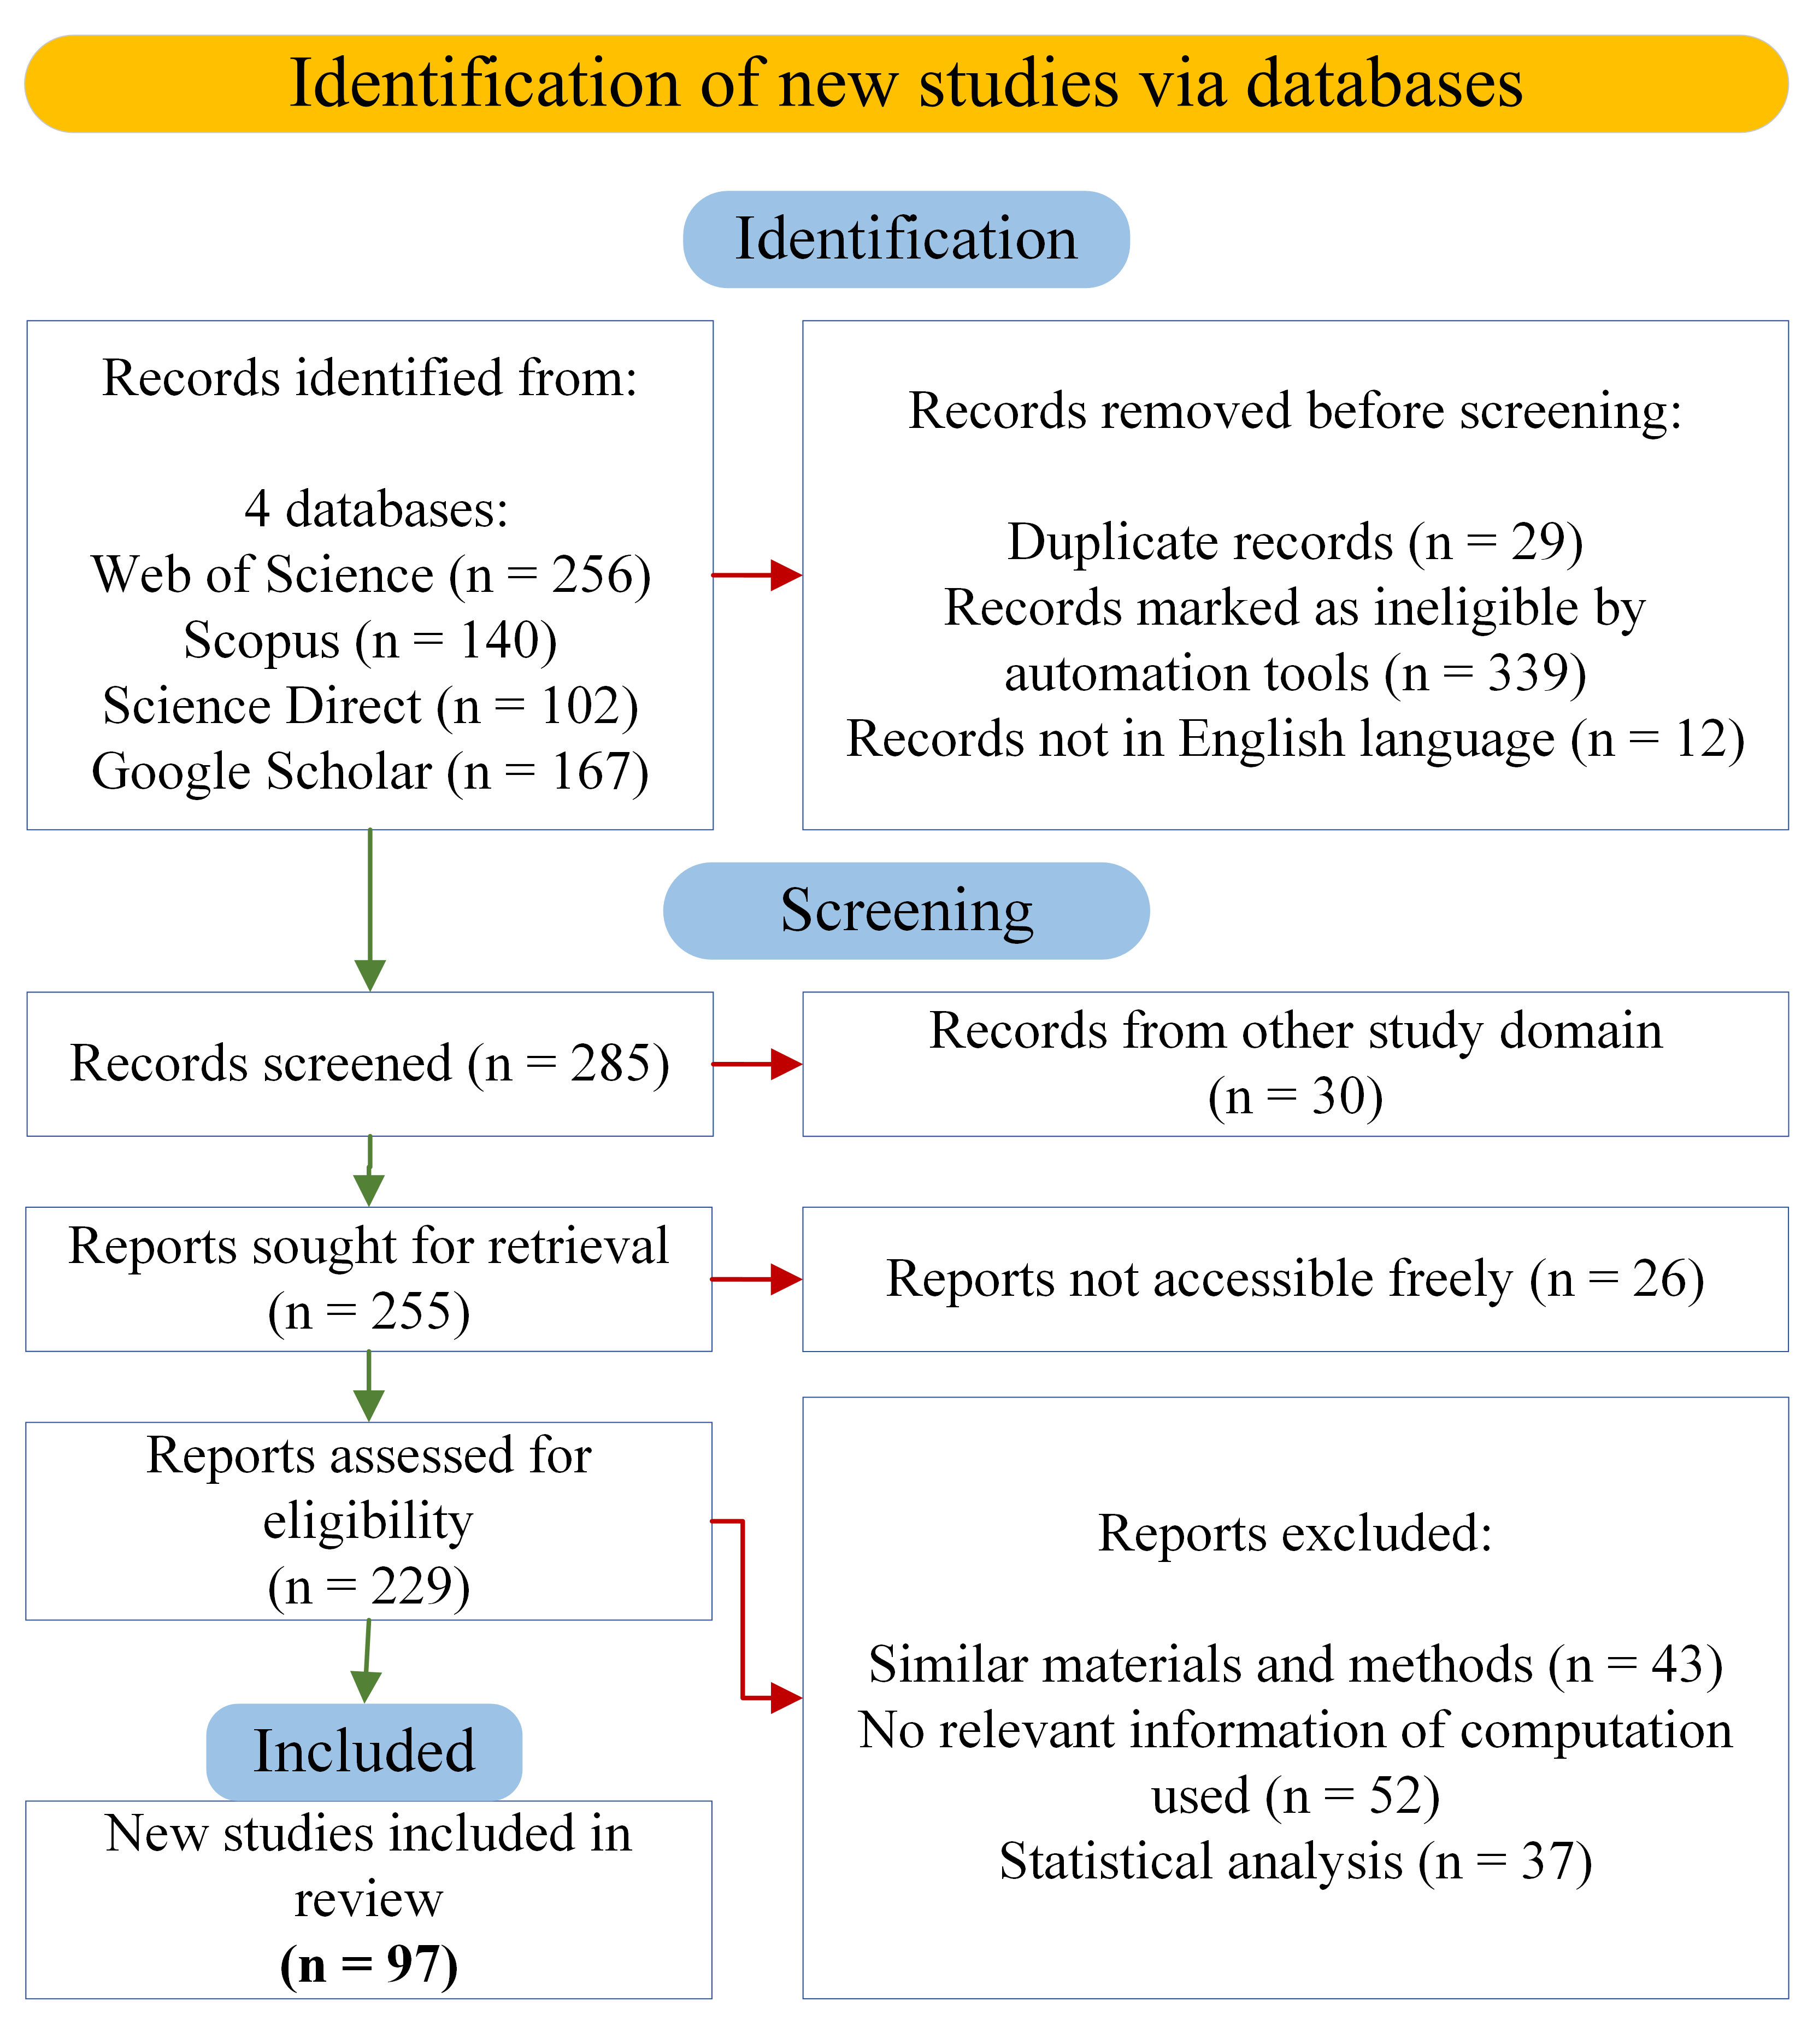 Identification of new studies via databases
Identification
Records identified from:
4 databases:
Web of Science (n = 256)
Scopus (n = 140)
Science Direct (n = 102)
Google Scholar (n = 167)
Records removed before screening:
Duplicate records (n = 29)
Records marked as ineligible by
automation tools (n = 339)
Records not in English language (n = 12)
Screening
Records screened (n = 285)
Records from other study domain
(n = 30)
Reports sought for retrieval
(n = 255)
Reports not accessible freely (n = 26)
Reports assessed for
eligibility
(n = 229)
Reports excluded:
Similar materials and methods (n = 43)
No relevant information of computation
used (n = 52)
Statistical analysis (n = 37)
Included
New studies included in
review
(n = 97)